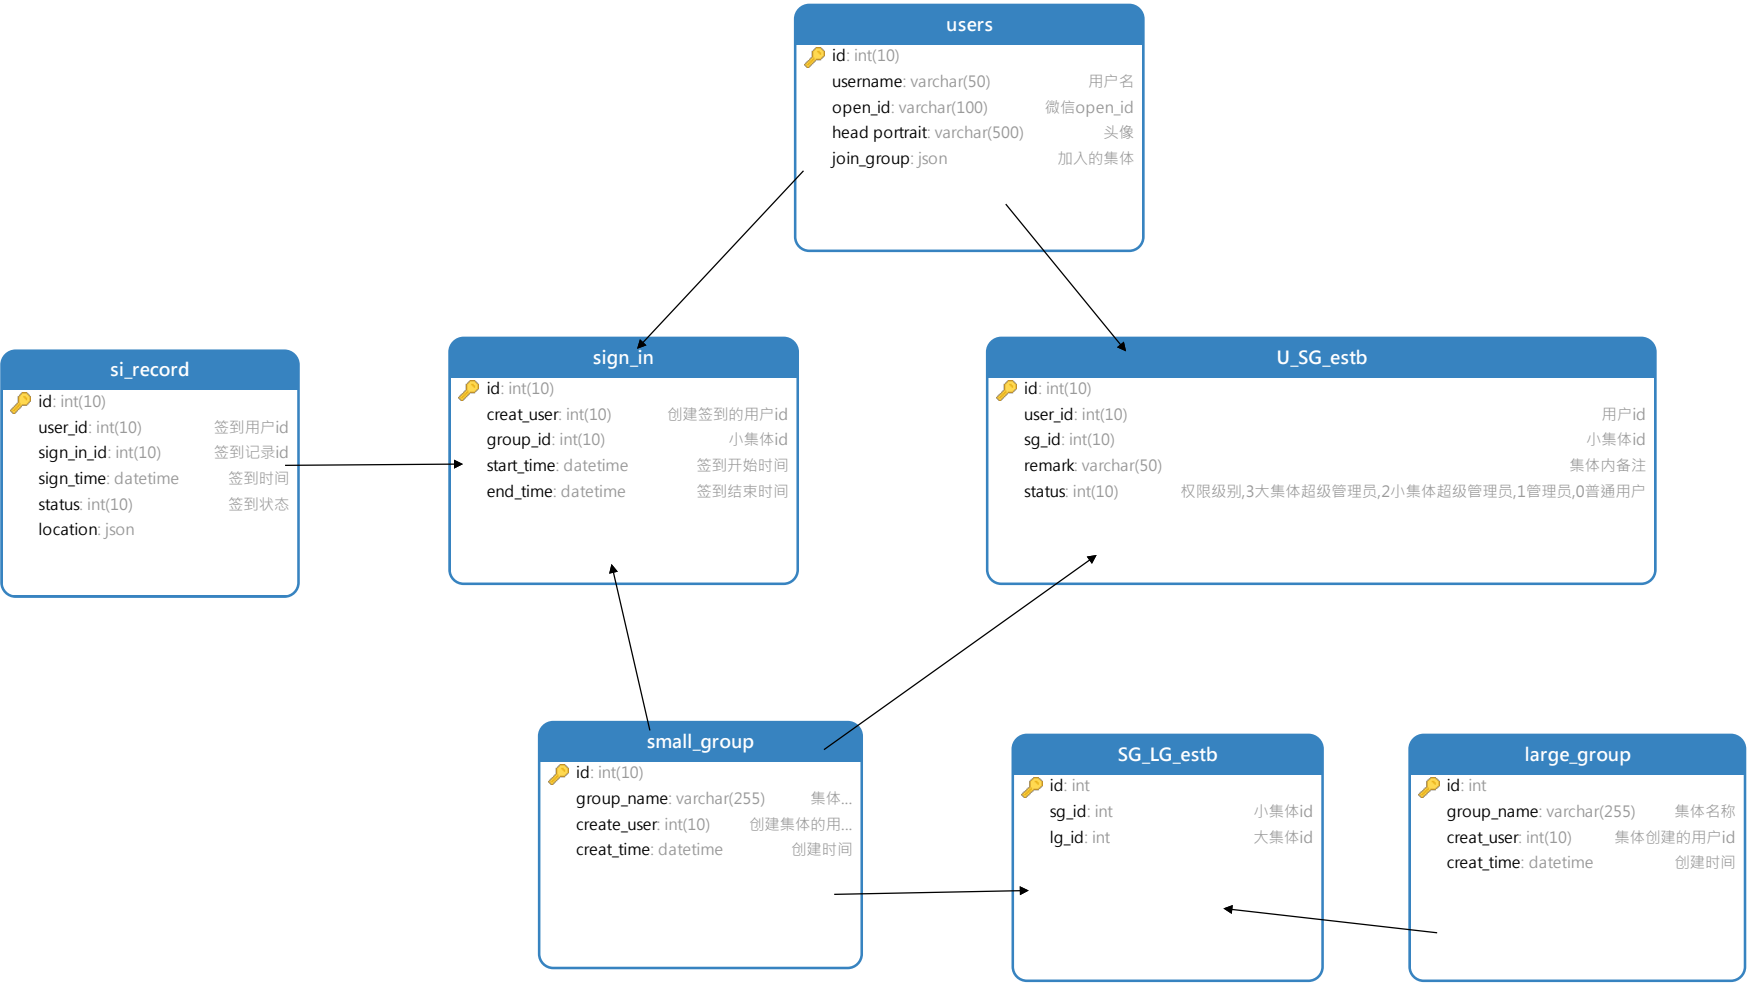 users
id: int(10)
username: varchar(50) 用户名
open_id: varchar(100) 微信open_id
head portrait: varchar(500) 头像
join_group: json 加入的集体
si_record
id: int(10)
user_id: int(10) 签到用户id
sign_in_id: int(10) 签到记录id
sign_time: datetime 签到时间
status: int(10) 签到状态
location: json
sign_in
id: int(10)
creat_user: int(10) 创建签到的用户id
group_id: int(10) 小集体id
start_time: datetime 签到开始时间
end_time: datetime 签到结束时间
U_SG_estb
id: int(10)
user_id: int(10) 用户id
sg_id: int(10) 小集体id
remark: varchar(50) 集体内备注
status: int(10) 权限级别,3大集体超级管理员,2小集体超级管理员,1管理员,0普通用户
small_group
id: int(10)
group_name: varchar(255) 集体...
create_user: int(10) 创建集体的用...
creat_time: datetime 创建时间
SG_LG_estb
id: int
sg_id: int 小集体id
lg_id: int 大集体id
large_group
id: int
group_name: varchar(255) 集体名称
creat_user: int(10) 集体创建的用户id
creat_time: datetime 创建时间